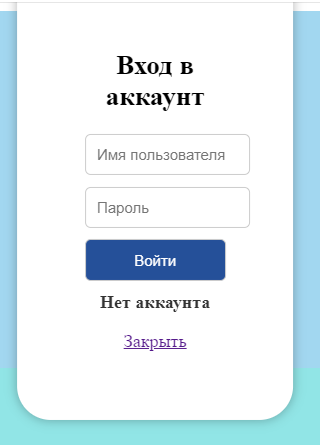 Вход в
аккаунт
Имя пользователя
Пароль
Войти
Нет аккаунта
Закрыть